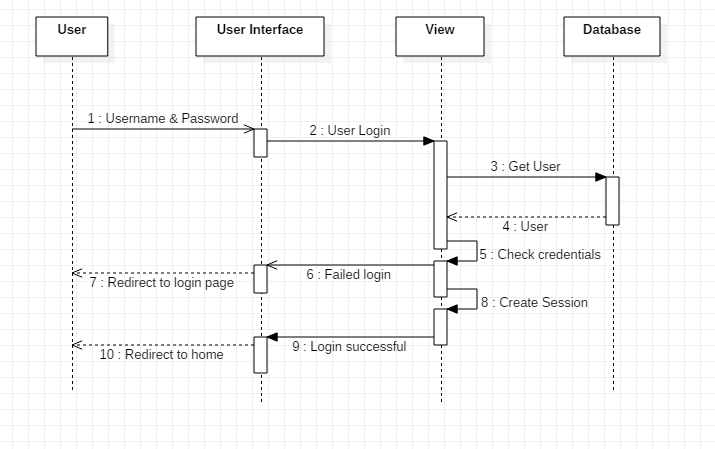 User
User Interface
View
Database
1 : Username & Password
2 : User Login
3 : Get User
4 : User
5 : Check credentials
6 : Failed login
7 : Redirect to login page
8 : Create Session
9 : Login successful
10 : Redirect to home